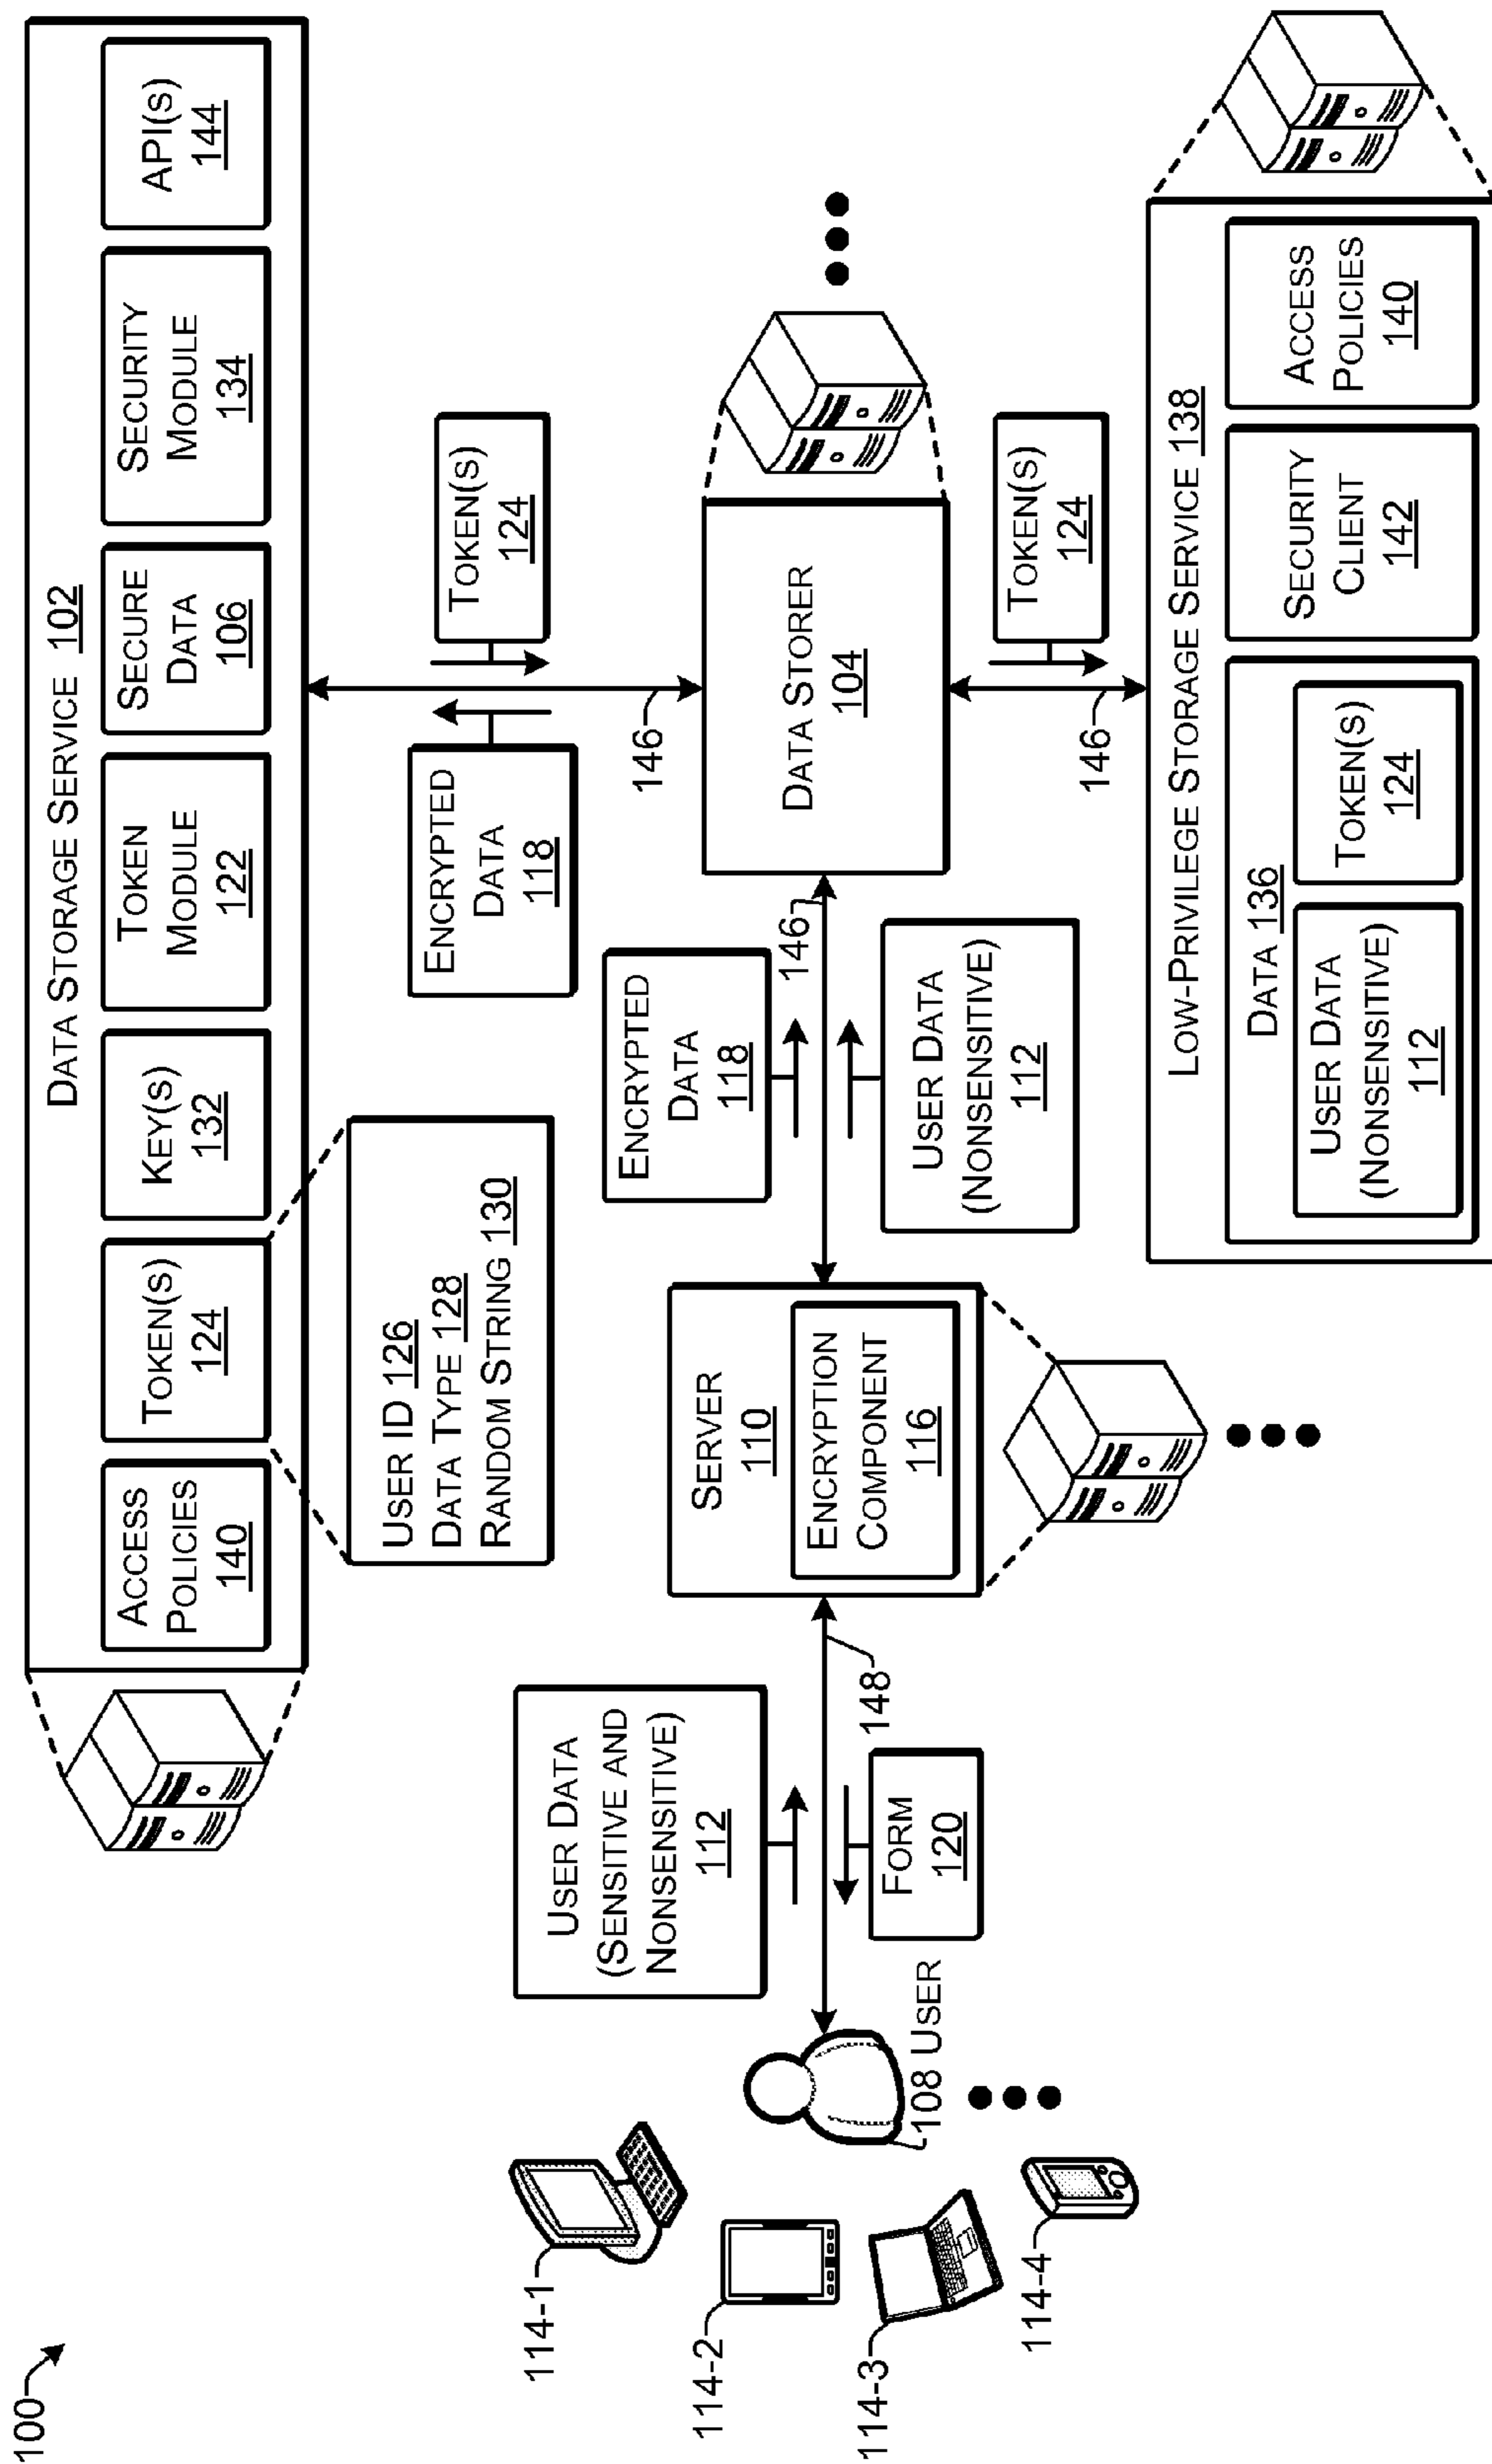 100
DATA STORAGE SERVICE 102
ACCESS
POLICIES
140
TOKEN(S)
124
KEY(S)
132
TOKEN
MODULE
122
SECURE
DATA
106
SECURITY
MODULE
134
API(S)
144
USER ID 126
DATA TYPE 128
RANDOM STRING 130
ENCRYPTED
DATA
118
TOKEN(S)
124
146
114-1
114-2
114-3
114-4
108 USER
USER DATA
(SENSITIVE AND
NONSENSITIVE)
112
148
FORM
120
SERVER
110
ENCRYPTION
COMPONENT
116
ENCRYPTED
DATA
118
146
USER DATA
(NONSENSITIVE)
112
DATA STORER
104
146
TOKEN(S)
124
LOW-PRIVILEGE STORAGE SERVICE 138
DATA 136
USER DATA
(NONSENSITIVE)
112
TOKEN(S)
124
SECURITY
CLIENT
142
ACCESS
POLICIES
140